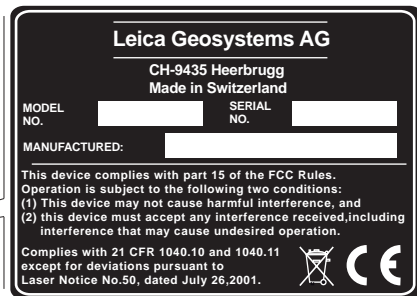 Leica Geosystems AG
CH-9435 Heerbrugg
Made in Switzerland
MODEL NO.
SERIAL NO.
MANUFACTURED:
This device complies with part 15 of the FCC Rules.
Operation is subject to the following two conditions:
(1) This device may not cause harmful interference, and
(2) this device must accept any interference received,including
interference that may cause undesired operation.
Complies with 21 CFR 1040.10 and 1040.11
except for deviations pursuant to
Laser Notice No.50, dated July 26,2001.
CE